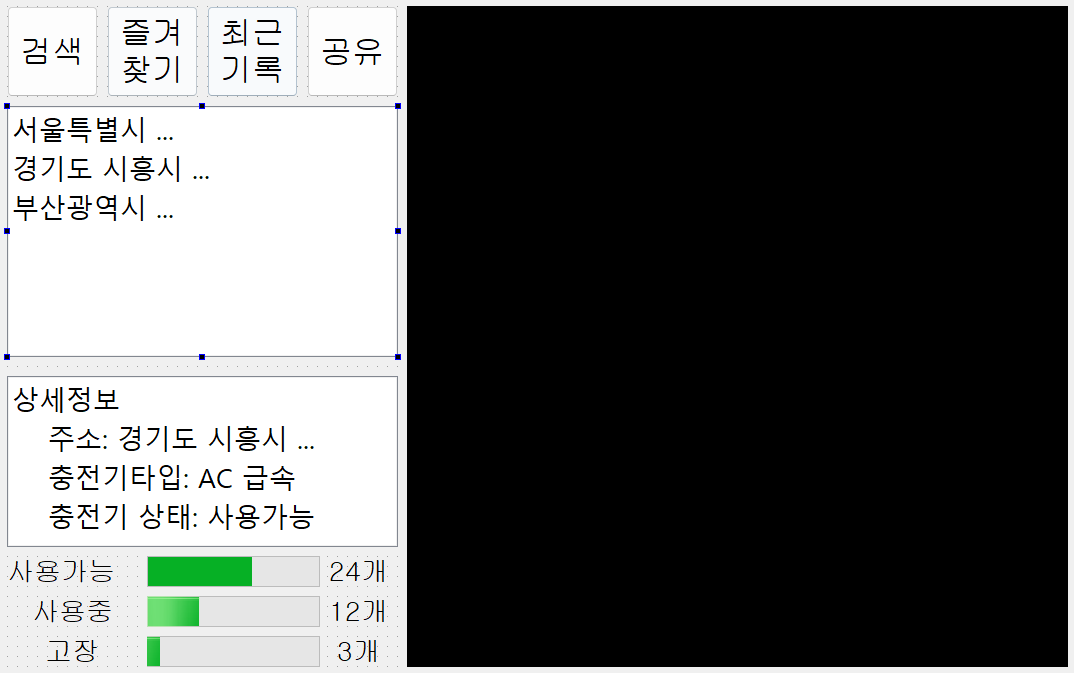 검색
즐겨
찾기
최근
기록
공유
서울특별시 ...
경기도 시흥시 ...
부산광역시 ...
상세정보
주소: 경기도 시흥시 ...
충전기타입: AC 급속
충전기 상태: 사용가능
사용가능 24개
사용중 12개
고장 3개